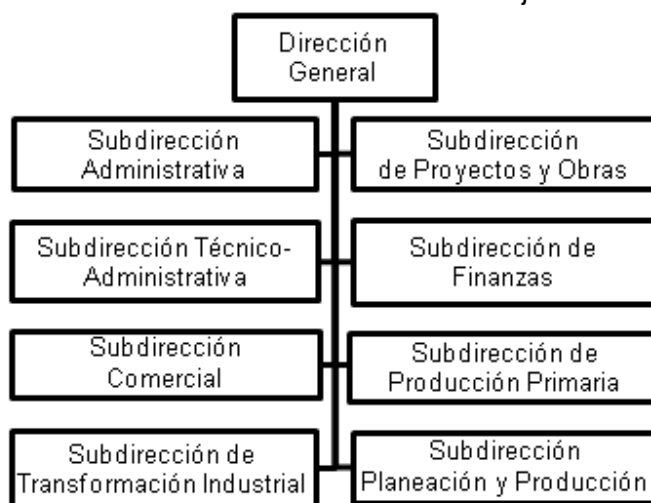 Dirección
General
Subdirección
Administrativa
Subdirección
de Proyectos y Obras
Subdirección Técnico-
Administrativa
Subdirección de
Finanzas
Subdirección
Comercial
Subdirección de
Producción Primaria
Subdirección de
Transformación Industrial
Subdirección
Planeación y Producción